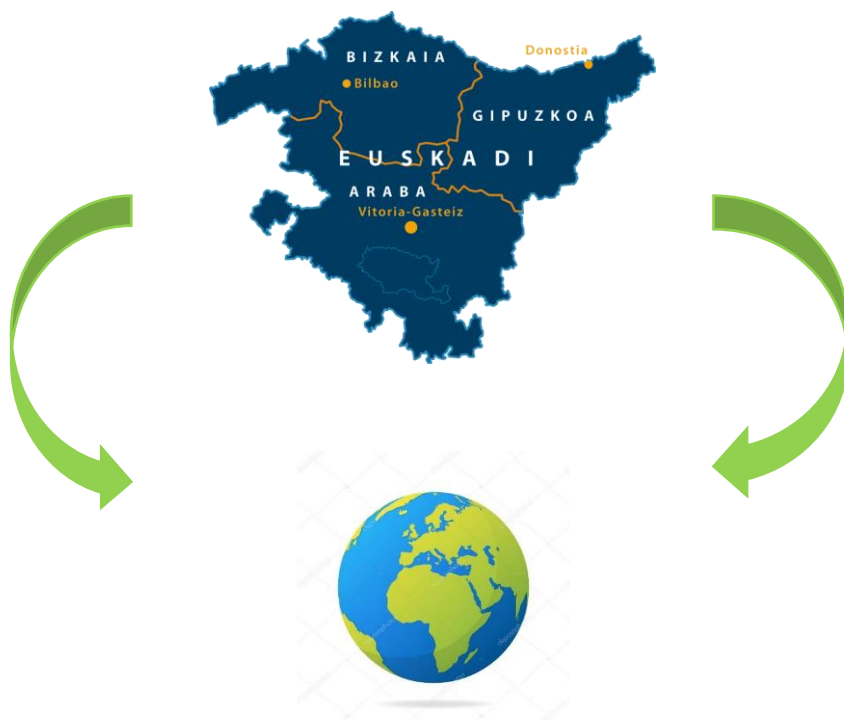 Donostia
BIZKAIA
Bilbao
GIPUZKOA
EUSKADI
ARABA
Vitoria-Gasteiz